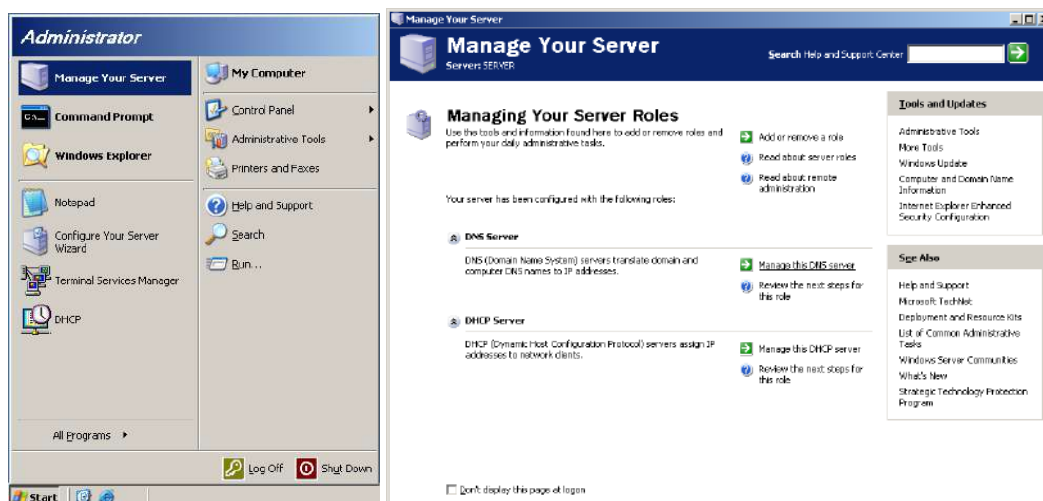 Administrator
Manage Your Server
Command Prompt
Windows Explorer
Notepad
Configure Your Server
Wizard
Terminal Services Manager
DHCP
All Programs
My Computer
Control Panel
Administrative Tools
Printers and Faxes
Help and Support
Search
Run...
Log Off
Shut Down
Start
Manage Your Server
Manage Your Server
Server: SERVER
Search Help and Support Center
Managing Your Server Roles
Use the tools and information found here to add or remove roles and
perform your daily administrative tasks.
Your server has been configured with the following roles:
Add or remove a role
Read about server roles
Read about remote
administration
DNS Server
DNS (Domain Name System) servers translate domain and
computer DNS names to IP addresses.
Manage this DNS server
Review the next steps for
this role
DHCP Server
DHCP (Dynamic Host Configuration Protocol) servers assign IP
addresses to network clients.
Manage this DHCP server
Review the next steps for
this role
Don't display this page at logon
Tools and Updates
Administrative Tools
More Tools
Windows Update
Computer and Domain Name
Information
Internet Explorer Enhanced
Security Configuration
See Also
Help and Support
Microsoft TechNet
Deployment and Resource Kits
List of Common Administrative
Tasks
Windows Server Communities
What's New
Strategic Technology Protection
Program